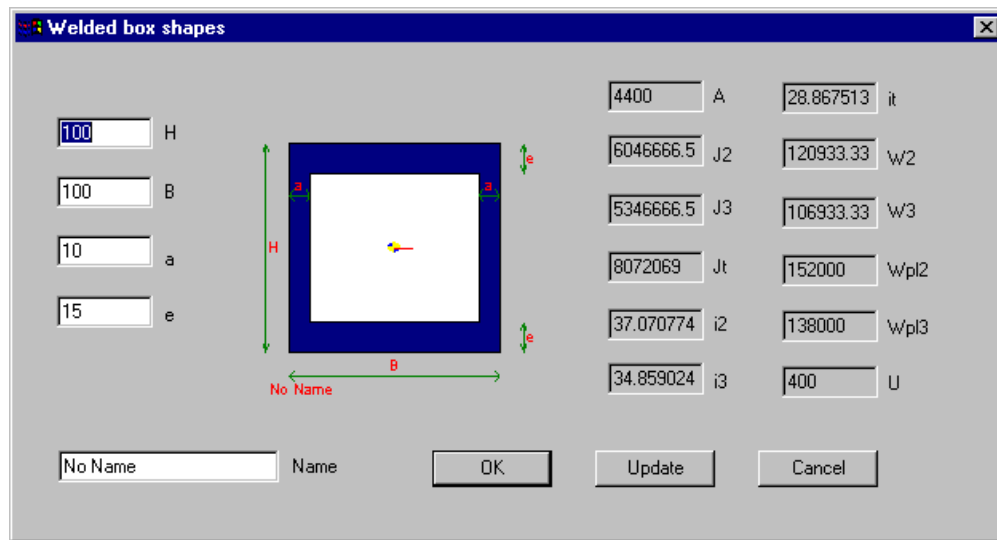 Welded box shapes
100 H
100 B
10 a
15 e
a a
e
H
e
B
No Name
4400 A 28.867513 it
6046666.5 J2 120933.33 W2
5346666.5 J3 106933.33 W3
8072069 Jt 152000 Wpl2
37.070774 i2 138000 Wpl3
34.859024 i3 400 U
No Name Name OK Update Cancel